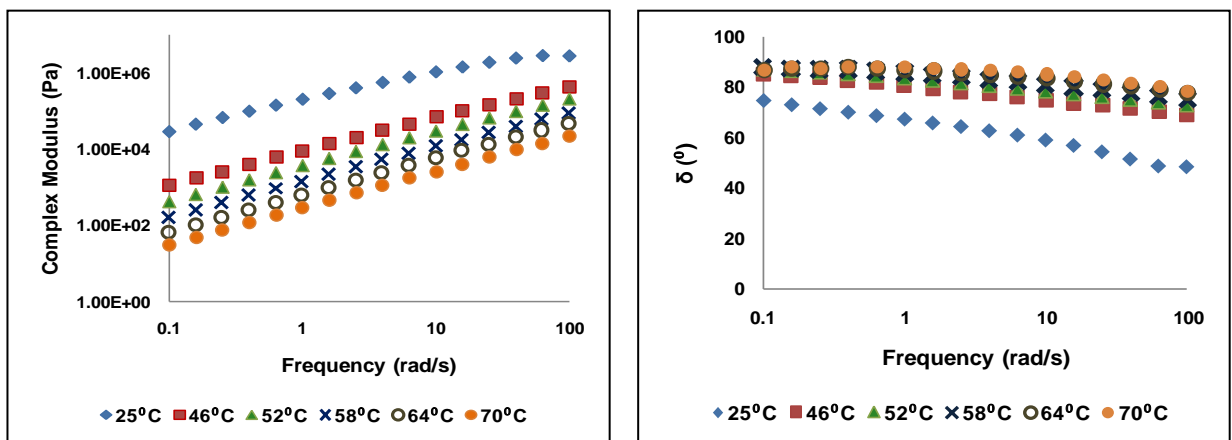 Complex Modulus (Pa)
1.00E+06
1.00E+04
1.00E+02
1.00E+00
0.1 1 10 100
Frequency (rad/s)
25⁰C 46⁰C 52⁰C 58⁰C 64⁰C 70⁰C
δ (⁰)
100
80
60
40
20
0
0.1 1 10 100
Frequency (rad/s)
25⁰C 46⁰C 52⁰C 58⁰C 64⁰C 70⁰C